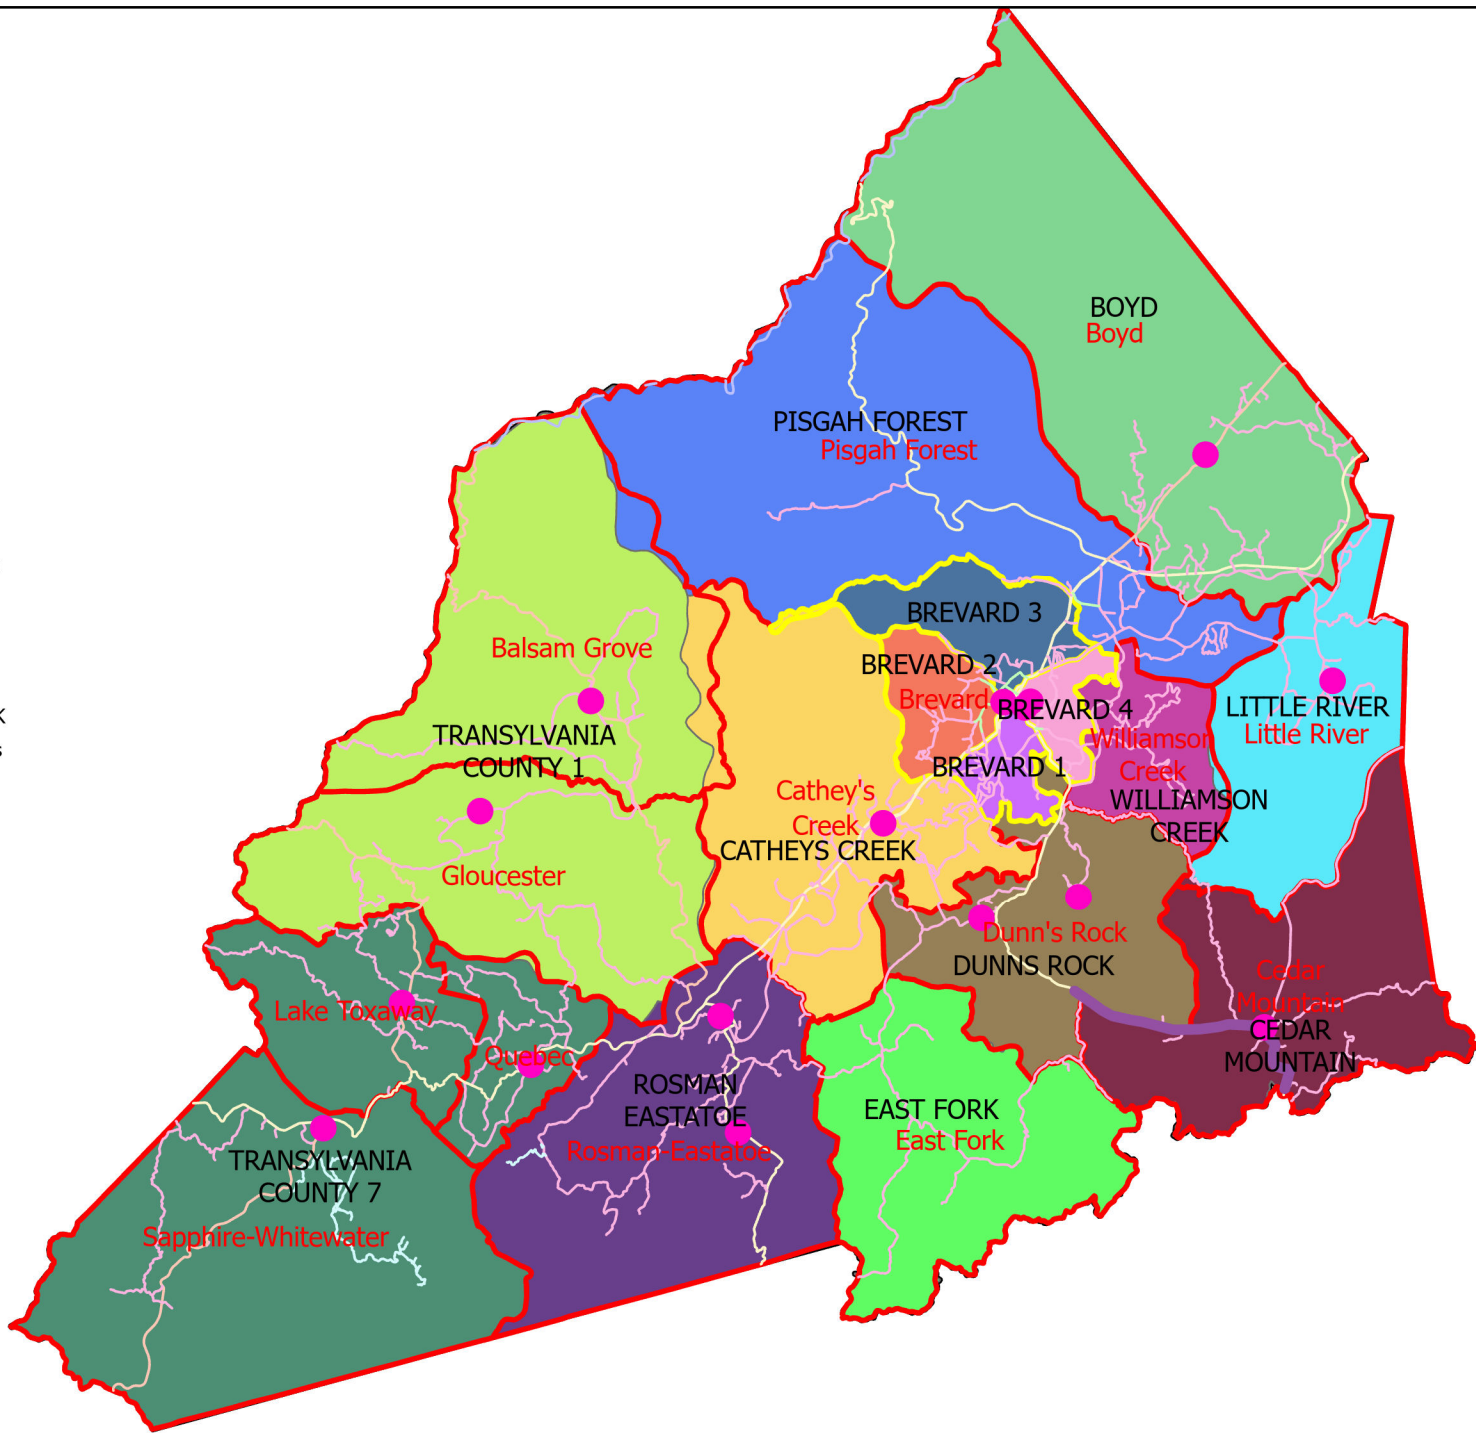 BOYD
Boyd
PISGAH FOREST
Pisgah Forest
BREVARD 3
Balsam Grove
BREVARD 2
Brevard
BREVARD 4
LITTLE RIVER
Little River
K
s
TRANSYLVANIA
COUNTY 1
Williamson
Creek
BREVARD 1
Cathey's
Creek
WILLIAMSON
CREEK
CATHEYS CREEK
Gloucester
Dunn's Rock
DUNNS ROCK
Cedar
Mountain
CEDAR
MOUNTAIN
Lake Toxaway
Quebec
ROSMAN
EASTATOE
Rosman-Eastatoe
EAST FORK
East Fork
TRANSYLVANIA
COUNTY 7
Sapphire-Whitewater